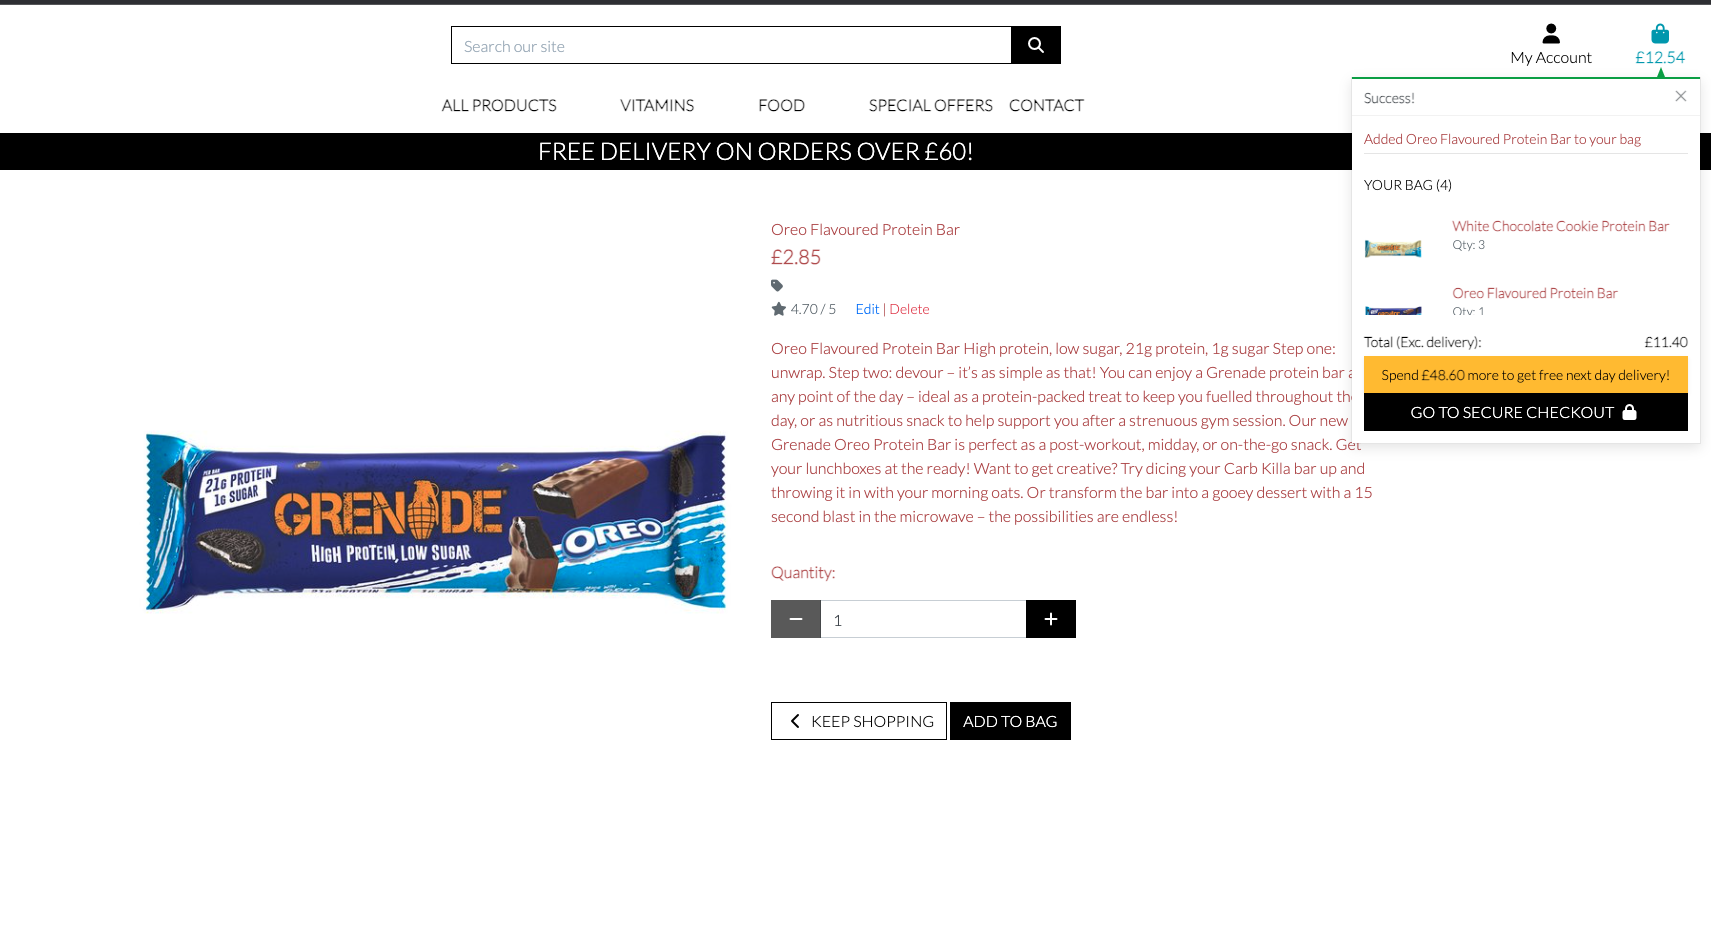 Search our site
My Account
£12.54
ALL PRODUCTS VITAMINS FOOD SPECIAL OFFERS CONTACT
FREE DELIVERY ON ORDERS OVER £60!
Success!
Added Oreo Flavoured Protein Bar to your bag
YOUR BAG (4)
White Chocolate Cookie Protein Bar
Qty: 3
Oreo Flavoured Protein Bar
Qty: 1
Total (Exc. delivery): £11.40
Spend £48.60 more to get free next day delivery!
GO TO SECURE CHECKOUT
Oreo Flavoured Protein Bar
£2.85
4.70 / 5 Edit | Delete
Oreo Flavoured Protein Bar High protein, low sugar, 21g protein, 1g sugar Step one:
unwrap. Step two: devour – it’s as simple as that! You can enjoy a Grenade protein bar
any point of the day – ideal as a protein-packed treat to keep you fuelled throughout
day, or as nutritious snack to help support you after a strenuous gym session. Our new
Grenade Oreo Protein Bar is perfect as a post-workout, midday, or on-the-go snack. Get
your lunchboxes at the ready! Want to get creative? Try dicing your Carb Killa bar up and
throwing it in with your morning oats. Or transform the bar into a gooey dessert with a 15
second blast in the microwave – the possibilities are endless!
Quantity:
1
KEEP SHOPPING ADD TO BAG
PER BAR
21g PROTEIN
1g SUGAR
GRENADE
HIGH PROTEIN, LOW SUGAR
OREO